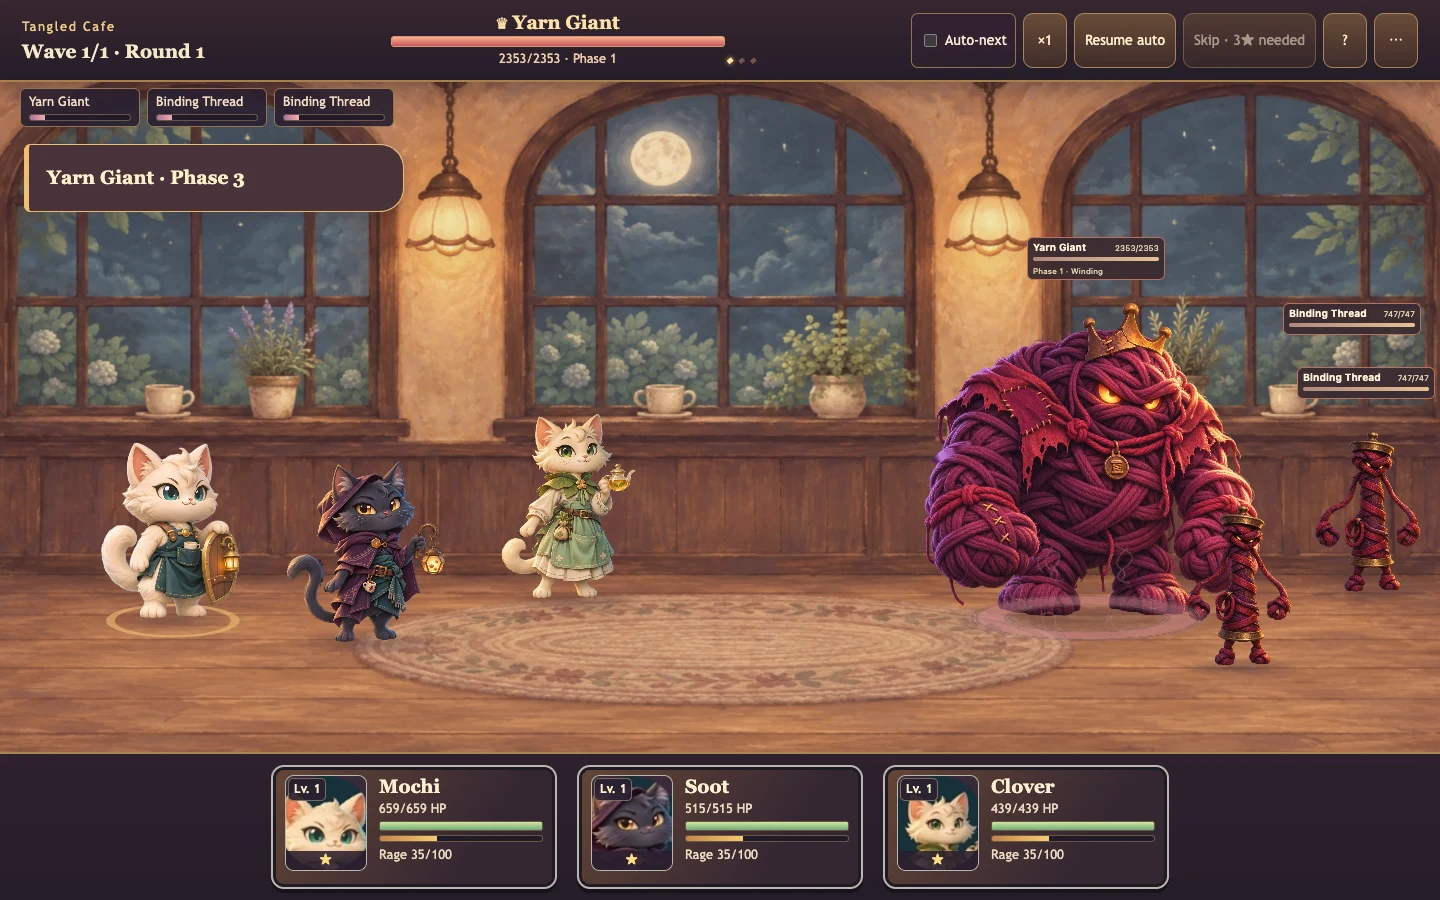 Tangled Cafe
Wave 1/1 · Round 1
♛ Yarn Giant
2353/2353 · Phase 1
Auto-next
×1
Resume auto
Skip · 3★ needed
?
···
Yarn Giant
Binding Thread
Binding Thread
Yarn Giant · Phase 3
Yarn Giant 2353/2353
Phase 1 · Winding
Binding Thread 747/747
Binding Thread 747/747
Lv. 1
Mochi
659/659 HP
Rage 35/100
Lv. 1
Soot
515/515 HP
Rage 35/100
Lv. 1
Clover
439/439 HP
Rage 35/100